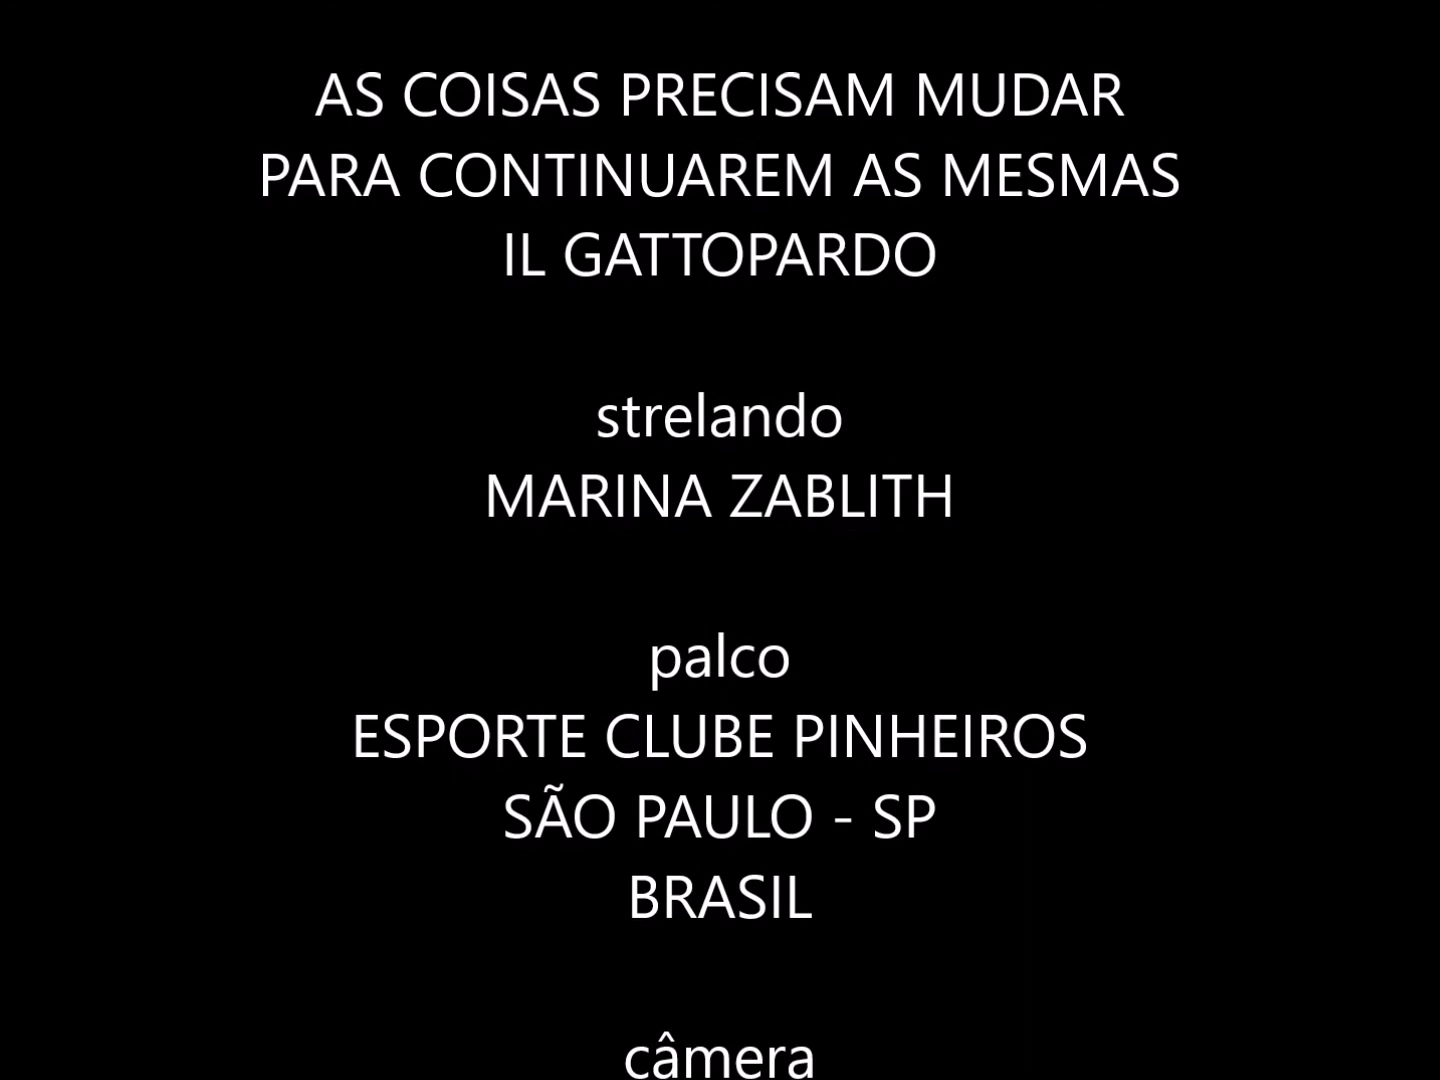 AS COISAS PRECISAM MUDAR
PARA CONTINUAREM AS MESMAS
IL GATTOPARDO
strelando
MARINA ZABLITH
palco
ESPORTE CLUBE PINHEIROS
SÃO PAULO - SP
BRASIL
câmera